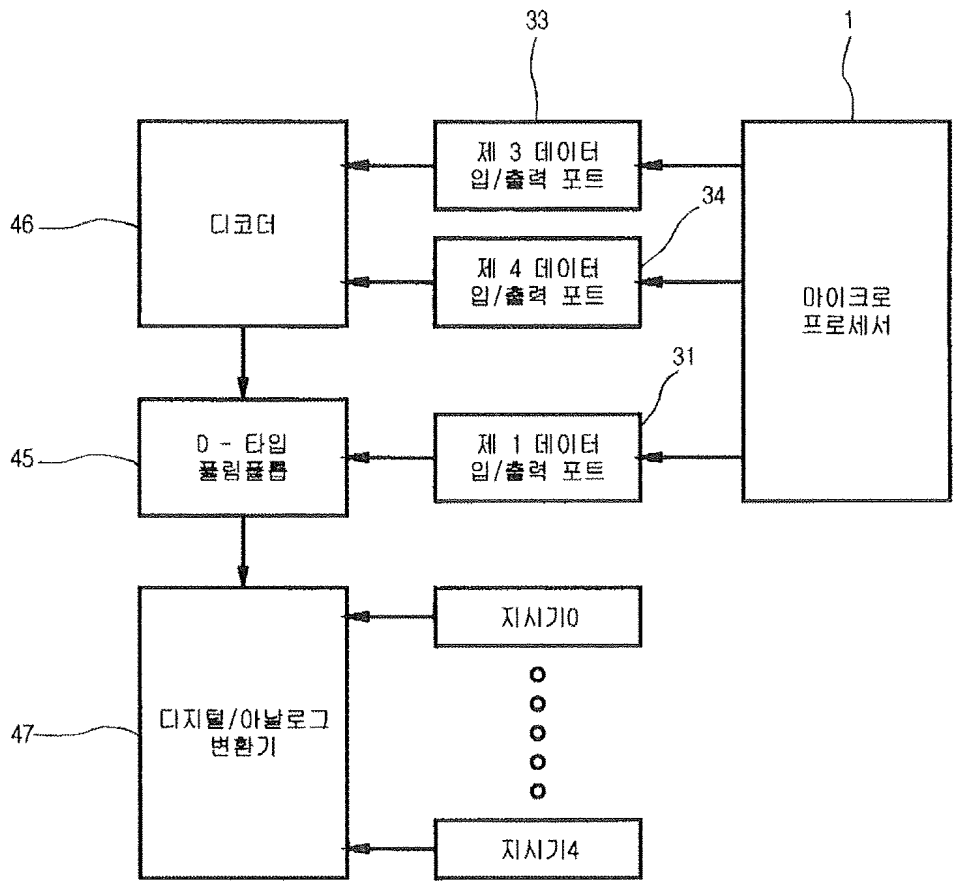 33
1
제 3 데이터
입/출력 포트
34
46
디코더
제 4 데이터
입/출력 포트
마이크로
프로세서
31
45
D - 타입
플립플롭
제 1 데이터
입/출력 포트
지시기0
47
디지털/아날로그
변환기
지시기4